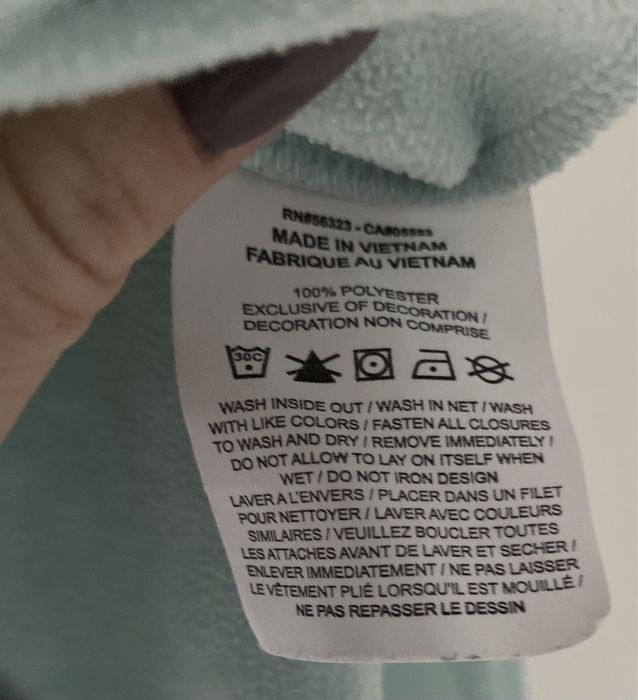 RN#56323 - CA#05553
MADE IN VIETNAM
FABRIQUE AU VIETNAM
100% POLYESTER
EXCLUSIVE OF DECORATION /
DECORATION NON COMPRISE
30C
WASH INSIDE OUT / WASH IN NET / WASH
WITH LIKE COLORS / FASTEN ALL CLOSURES
TO WASH AND DRY / REMOVE IMMEDIATELY /
DO NOT ALLOW TO LAY ON ITSELF WHEN
WET / DO NOT IRON DESIGN
LAVER A L'ENVERS / PLACER DANS UN FILET
POUR NETTOYER / LAVER AVEC COULEURS
SIMILAIRES / VEUILLEZ BOUCLER TOUTES
LES ATTACHES AVANT DE LAVER ET SECHER /
ENLEVER IMMEDIATEMENT / NE PAS LAISSER
LE VÊTEMENT PLIÉ LORSQU'IL EST MOUILLÉ /
NE PAS REPASSER LE DESSIN